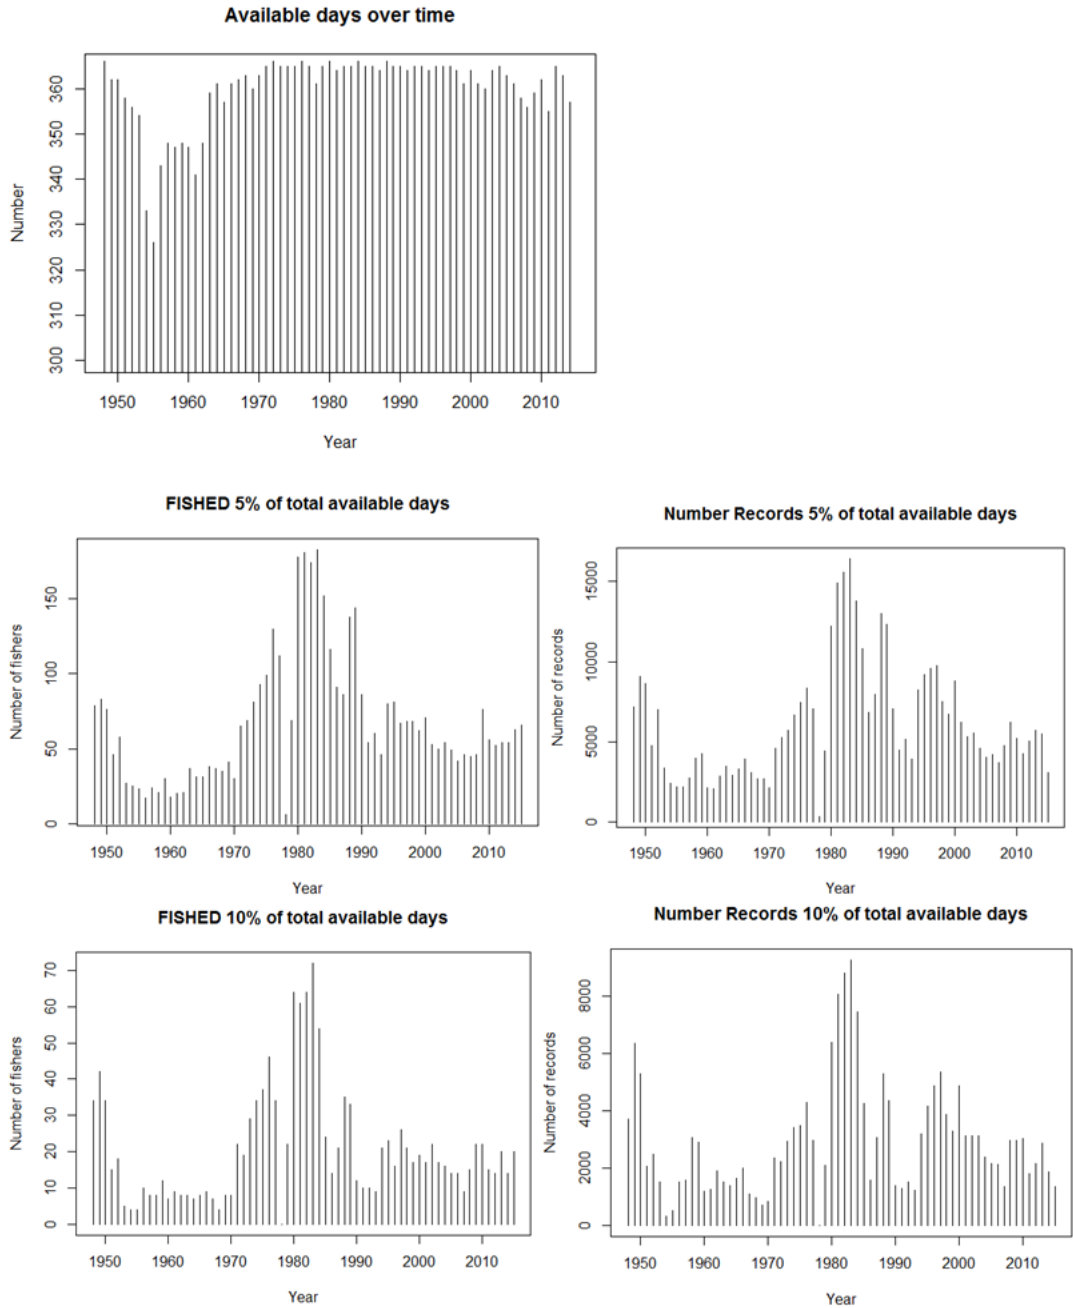 Available days over time
Number
300 310 320 330 340 350 360
1950 1960 1970 1980 1990 2000 2010
Year
FISHED 5% of total available days
Number of fishers
0 50 100 150
1950 1960 1970 1980 1990 2000 2010
Year
Number Records 5% of total available days
Number of records
0 5000 10000 15000
1950 1960 1970 1980 1990 2000 2010
Year
FISHED 10% of total available days
Number of fishers
0 10 20 30 40 50 60 70
1950 1960 1970 1980 1990 2000 2010
Year
Number Records 10% of total available days
Number of records
0 2000 4000 6000 8000
1950 1960 1970 1980 1990 2000 2010
Year